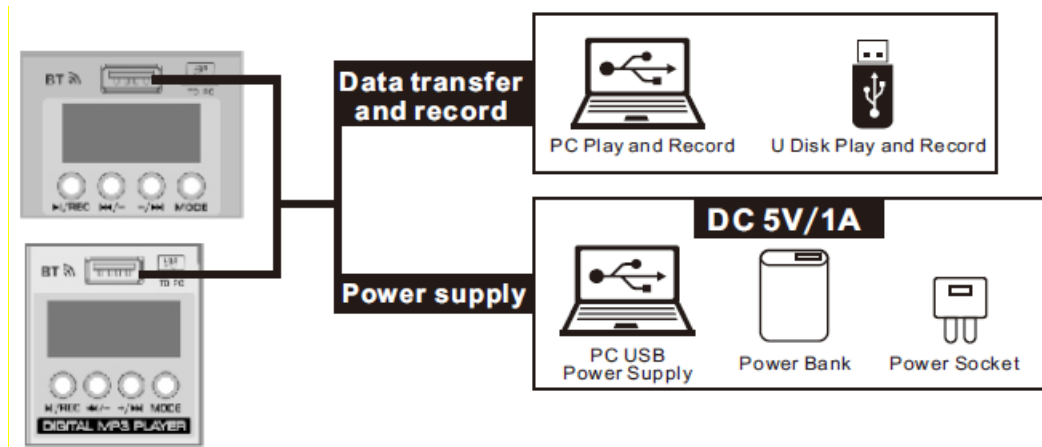 BT
TO PC
▶/REC ⏮/– –/⏭ MODE
BT
TO PC
/REC –/⏭ MODE
DIGITAL MP3 PLAYER
Data transfer
and record
PC Play and Record
U Disk Play and Record
Power supply
DC 5V/1A
PC USB
Power Supply
Power Bank
Power Socket